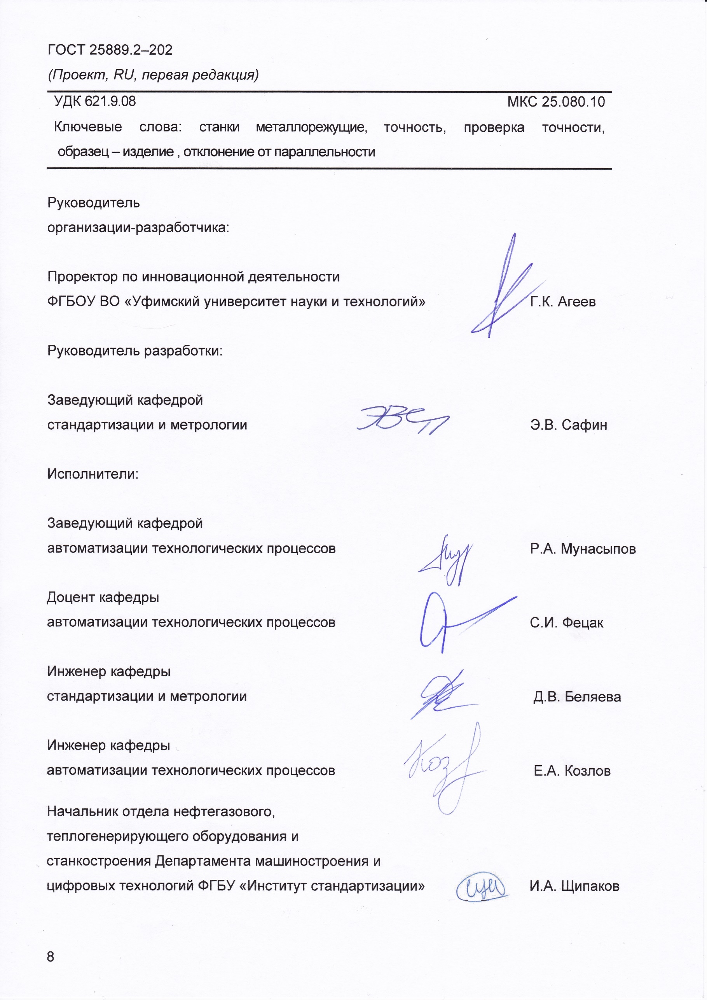 ГОСТ 25889.2–202
(Проект, RU, первая редакция)
УДК 621.9.08 МКС 25.080.10
Ключевые слова: станки металлорежущие, точность, проверка точности,
образец – изделие , отклонение от параллельности
Руководитель
организации-разработчика:
Проректор по инновационной деятельности
ФГБОУ ВО «Уфимский университет науки и технологий» Г.К. Агеев
Руководитель разработки:
Заведующий кафедрой
стандартизации и метрологии Э.В. Сафин
Исполнители:
Заведующий кафедрой
автоматизации технологических процессов Р.А. Мунасыпов
Доцент кафедры
автоматизации технологических процессов С.И. Фецак
Инженер кафедры
стандартизации и метрологии Д.В. Беляева
Инженер кафедры
автоматизации технологических процессов Е.А. Козлов
Начальник отдела нефтегазового,
теплогенерирующего оборудования и
станкостроения Департамента машиностроения и
цифровых технологий ФГБУ «Институт стандартизации» И.А. Щипаков
8